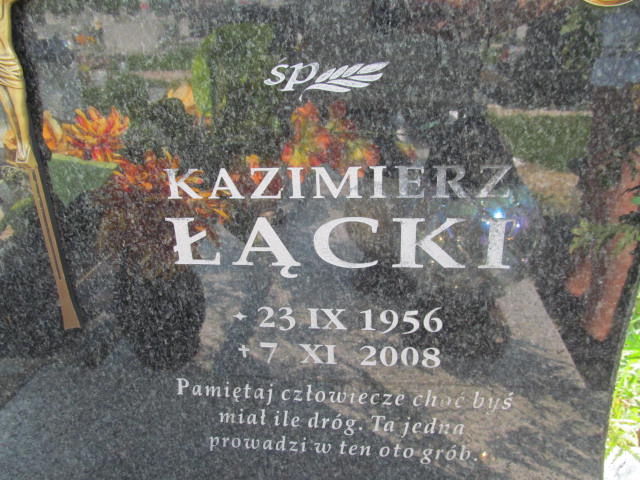 sp
KAZIMIERZ
ŁĄCKI
* 23 IX 1956
✝ 7 XI 2008
Pamiętaj człowiecze choć byś
miał ile dróg. Ta jedna
prowadzi w ten oto grób.